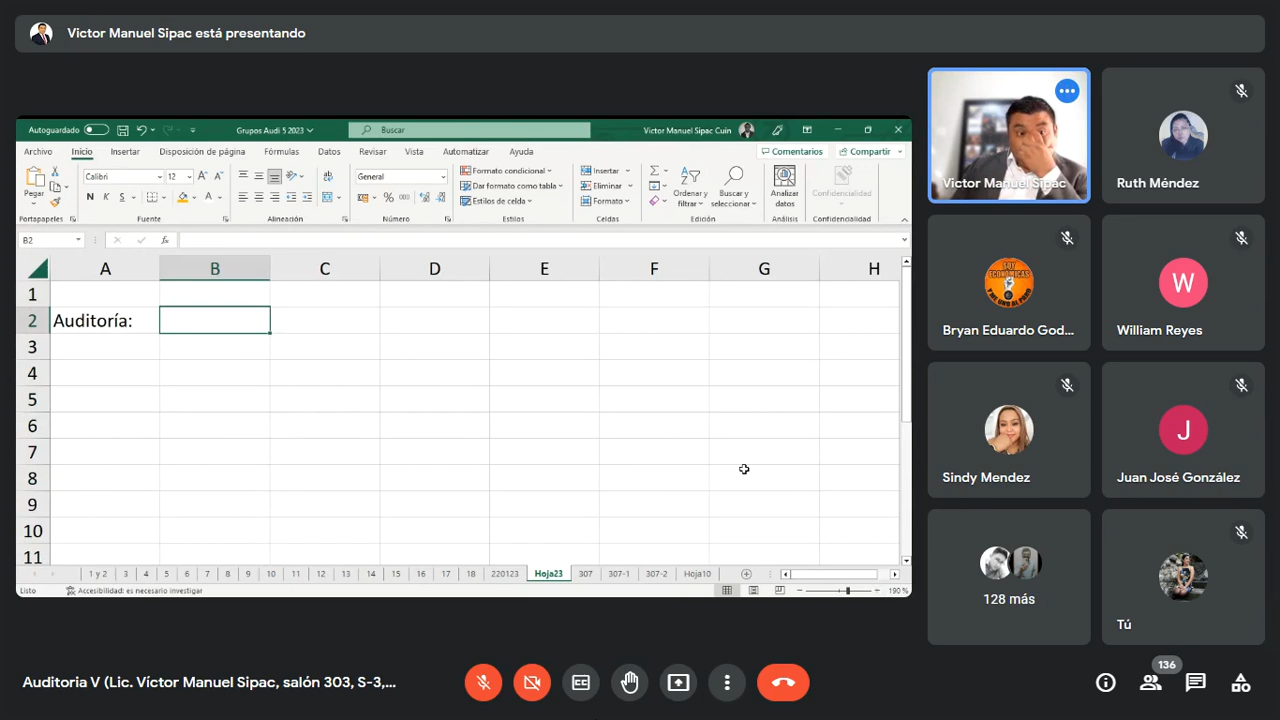 Victor Manuel Sipac está presentando
Autoguardado
Grupos Audi 5 2023
Buscar
Victor Manuel Sipac Cuin
Archivo Inicio Insertar Disposición de página Fórmulas Datos Revisar Vista Automatizar Ayuda
Comentarios Compartir
Pegar
Calibri 12
N K S
General
Formato condicional
Dar formato como tabla
Estilos de celda
Insertar
Eliminar
Formato
Ordenar y filtrar
Buscar y seleccionar
Analizar datos
Confidencialidad
Portapapeles Fuente Alineación Número Estilos Celdas Edición Análisis Confidencialidad
B2 fx
A B C D E F G H
1
2 Auditoría:
3
4
5
6
7
8
9
10
11
1 y 2 3 4 5 6 7 8 9 10 11 12 13 14 15 16 17 18 220123 Hoja23 307 307-1 307-2 Hoja10
Listo Accesibilidad: es necesario investigar 190 %
Victor Manuel Sipac
Ruth Méndez
SOY ECONÓMICAS
Y ME UNO AL PARO
Bryan Eduardo God...
W
William Reyes
Sindy Mendez
J
Juan José González
128 más
Tú
Auditoria V (Lic. Víctor Manuel Sipac, salón 303, S-3,...
136